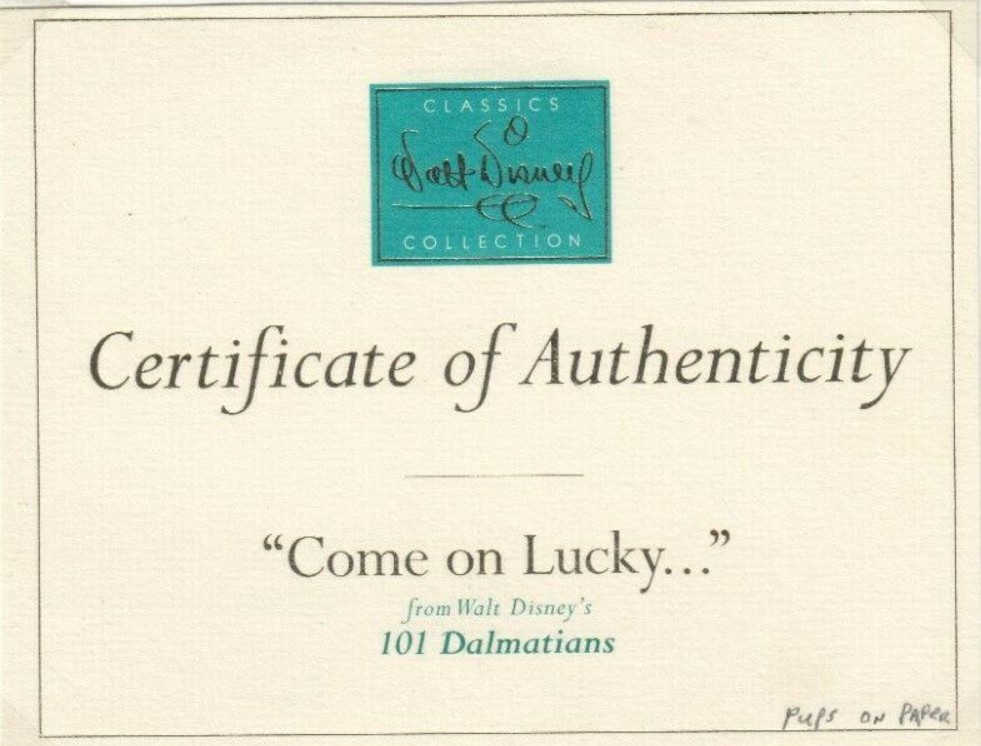 CLASSICS
Walt Disney
COLLECTION
Certificate of Authenticity
“Come on Lucky...”
from Walt Disney’s
101 Dalmatians
PUPS ON PAPER